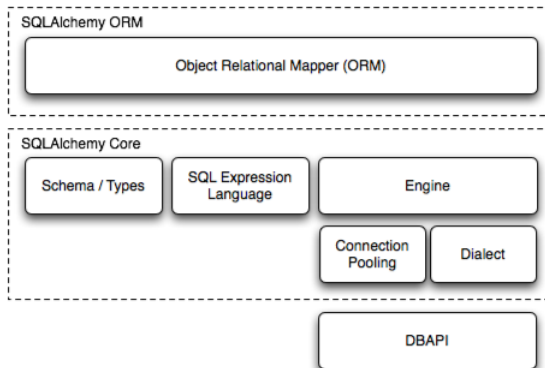 SQLAlchemy ORM
Object Relational Mapper (ORM)
SQLAlchemy Core
Schema / Types
SQL Expression
Language
Engine
Connection
Pooling
Dialect
DBAPI